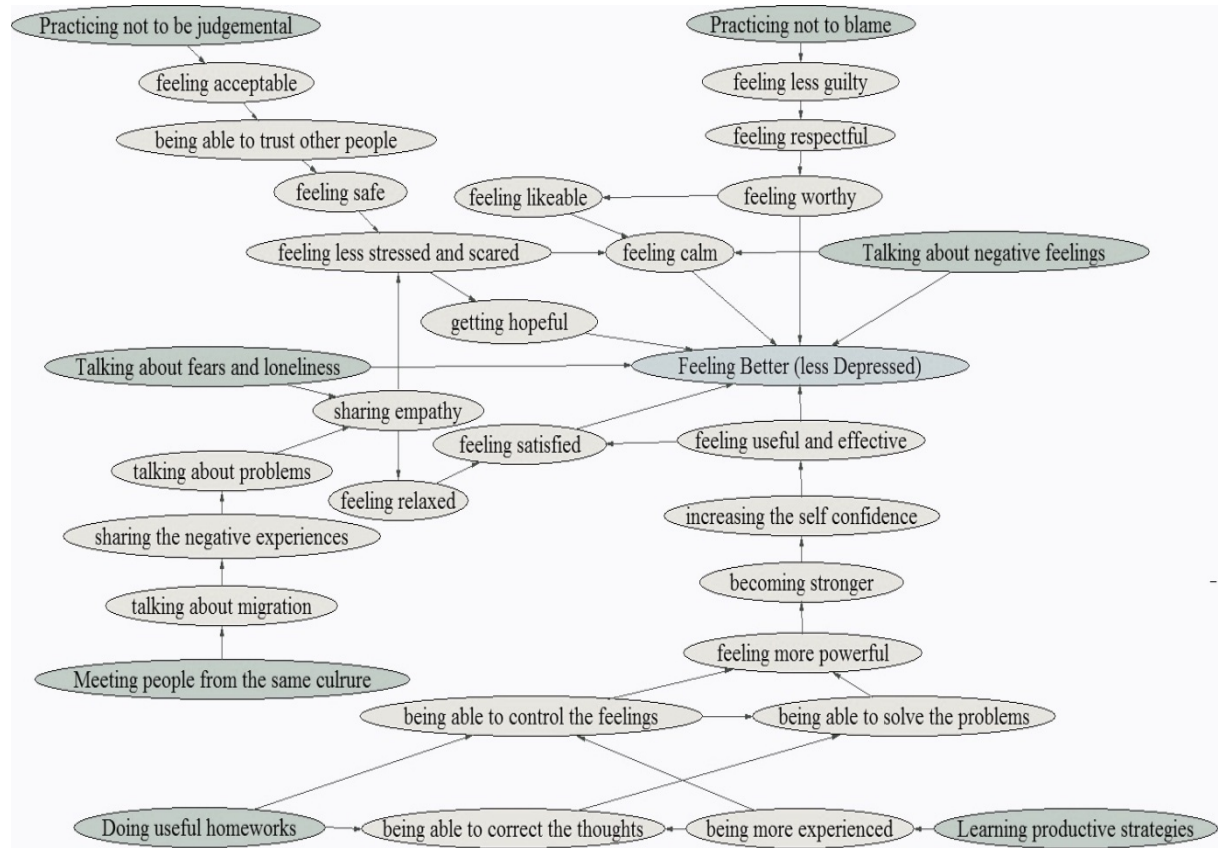 Practicing not to be judgemental
Practicing not to blame
feeling acceptable
feeling less guilty
being able to trust other people
feeling respectful
feeling safe
feeling likeable
feeling worthy
feeling less stressed and scared
feeling calm
Talking about negative feelings
getting hopeful
Talking about fears and loneliness
Feeling Better (less Depressed)
sharing empathy
feeling satisfied
feeling useful and effective
talking about problems
feeling relaxed
increasing the self confidence
sharing the negative experiences
becoming stronger
talking about migration
feeling more powerful
Meeting people from the same culrure
being able to control the feelings
being able to solve the problems
Doing useful homeworks
being able to correct the thoughts
being more experienced
Learning productive strategies